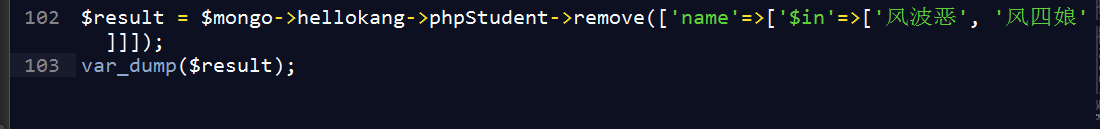 102 $result = $mongo->hellokang->phpStudent->remove(['name'=>['$in'=>['风波恶', '风四娘'
]]]);
103 var_dump($result);